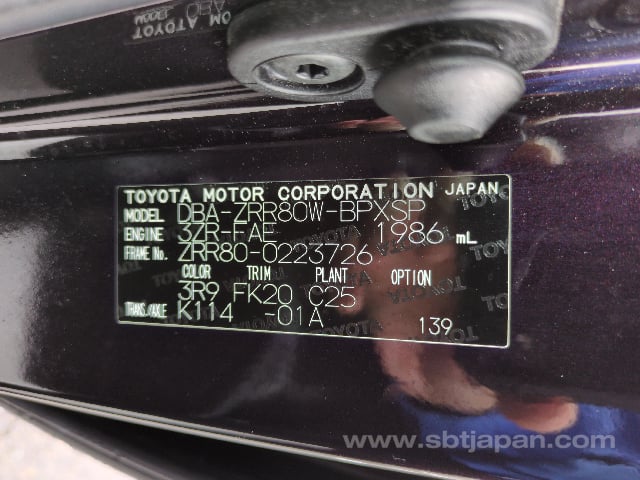 TOYOTA MOTOR CORPORATION JAPAN
MODEL DBA-ZRR80W-BPXSP
ENGINE 3ZR-FAE 1986 mL
FRAME No. ZRR80-0223726
COLOR TRIM PLANT OPTION
3R9 FK20 C25
TRANS./AXLE K114 -01A
139
www.sbtjapan.com